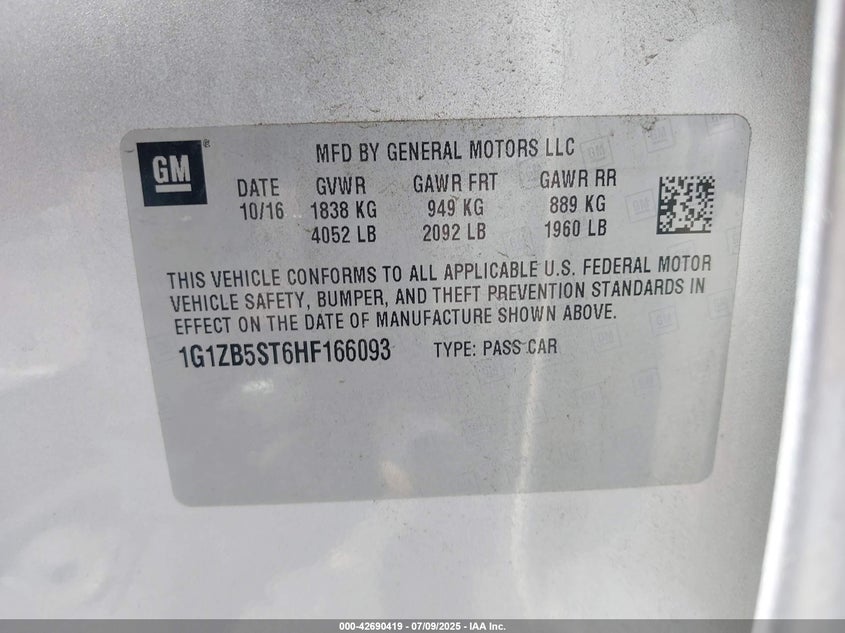 GM
®
MFD BY GENERAL MOTORS LLC
DATE GVWR GAWR FRT GAWR RR
10/16 1838 KG 949 KG 889 KG
4052 LB 2092 LB 1960 LB
THIS VEHICLE CONFORMS TO ALL APPLICABLE U.S. FEDERAL MOTOR
VEHICLE SAFETY, BUMPER, AND THEFT PREVENTION STANDARDS IN
EFFECT ON THE DATE OF MANUFACTURE SHOWN ABOVE.
1G1ZB5ST6HF166093 TYPE: PASS CAR
000-42690419 - 07/09/2025 - IAA Inc.